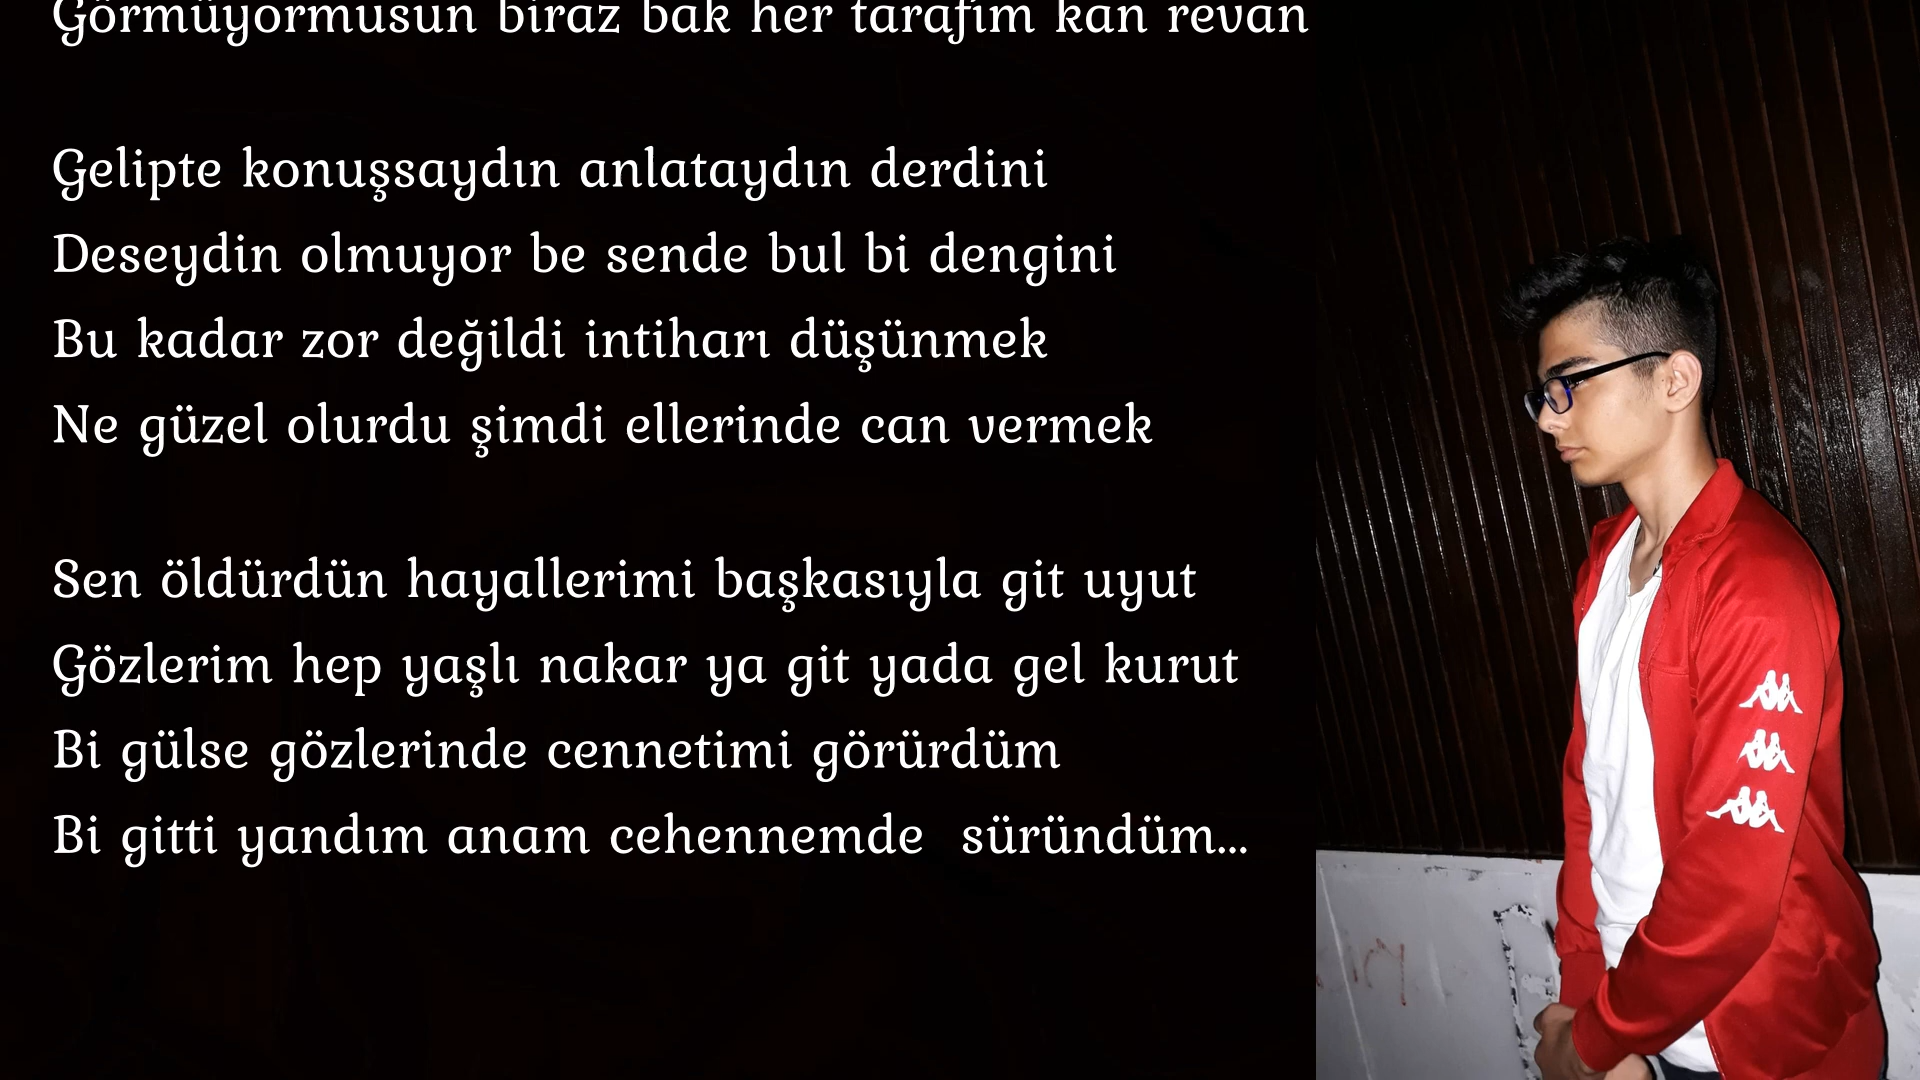 Görmüyormusun biraz bak her tarafım kan revan
Gelipte konuşsaydın anlataydın derdini
Deseydin olmuyor be sende bul bi dengini
Bu kadar zor değildi intiharı düşünmek
Ne güzel olurdu şimdi ellerinde can vermek
Sen öldürdün hayallerimi başkasıyla git uyut
Gözlerim hep yaşlı nakar ya git yada gel kurut
Bi gülse gözlerinde cennetimi görürdüm
Bi gitti yandım anam cehennemde  süründüm...